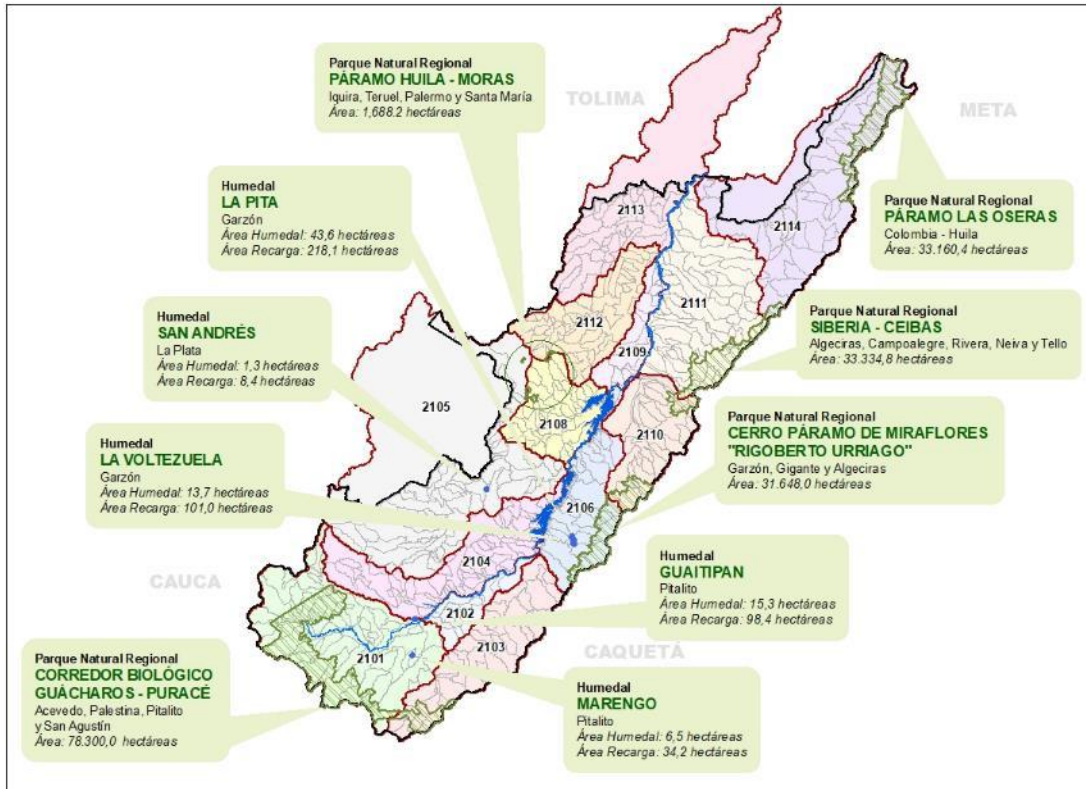 Parque Natural Regional
PÁRAMO HUILA - MORAS
Iquira, Teruel, Palermo y Santa María
Área: 1,688.2 hectáreas
TOLIMA
META
Humedal
LA PITA
Garzón
Área Humedal: 43,6 hectáreas
Área Recarga: 218,1 hectáreas
Parque Natural Regional
PÁRAMO LAS OSERAS
Colombia - Huila
Área: 33.160,4 hectáreas
2113
2114
2111
2112
2109
Humedal
SAN ANDRÉS
La Plata
Área Humedal: 1,3 hectáreas
Área Recarga: 8,4 hectáreas
Parque Natural Regional
SIBERIA - CEIBAS
Algeciras, Campoalegre, Rivera, Neiva y Tello
Área: 33.334,8 hectáreas
2105
2108
2110
Parque Natural Regional
CERRO PÁRAMO DE MIRAFLORES
"RIGOBERTO URRIAGO"
Garzón, Gigante y Algeciras
Área: 31.648,0 hectáreas
Humedal
LA VOLTEZUELA
Garzón
Área Humedal: 13,7 hectáreas
Área Recarga: 101,0 hectáreas
2106
2104
CAUCA
Humedal
GUAITIPAN
Pitalito
Área Humedal: 15,3 hectáreas
Área Recarga: 98,4 hectáreas
2102
2103
2101
CAQUETÁ
Parque Natural Regional
CORREDOR BIOLÓGICO
GUÁCHAROS - PURACÉ
Acevedo, Palestina, Pitalito
y San Agustín
Área: 78.300,0 hectáreas
Humedal
MARENGO
Pitalito
Área Humedal: 6,5 hectáreas
Área Recarga: 34,2 hectáreas